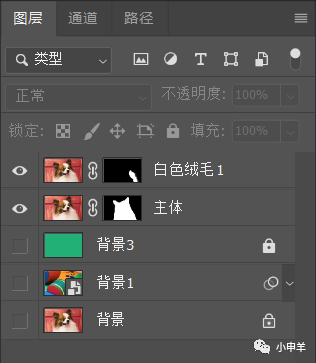 图层 通道 路径
类型
正常 不透明度: 100%
锁定: 填充: 100%
白色绒毛 1
主体
背景3
背景1
背景
小申羊